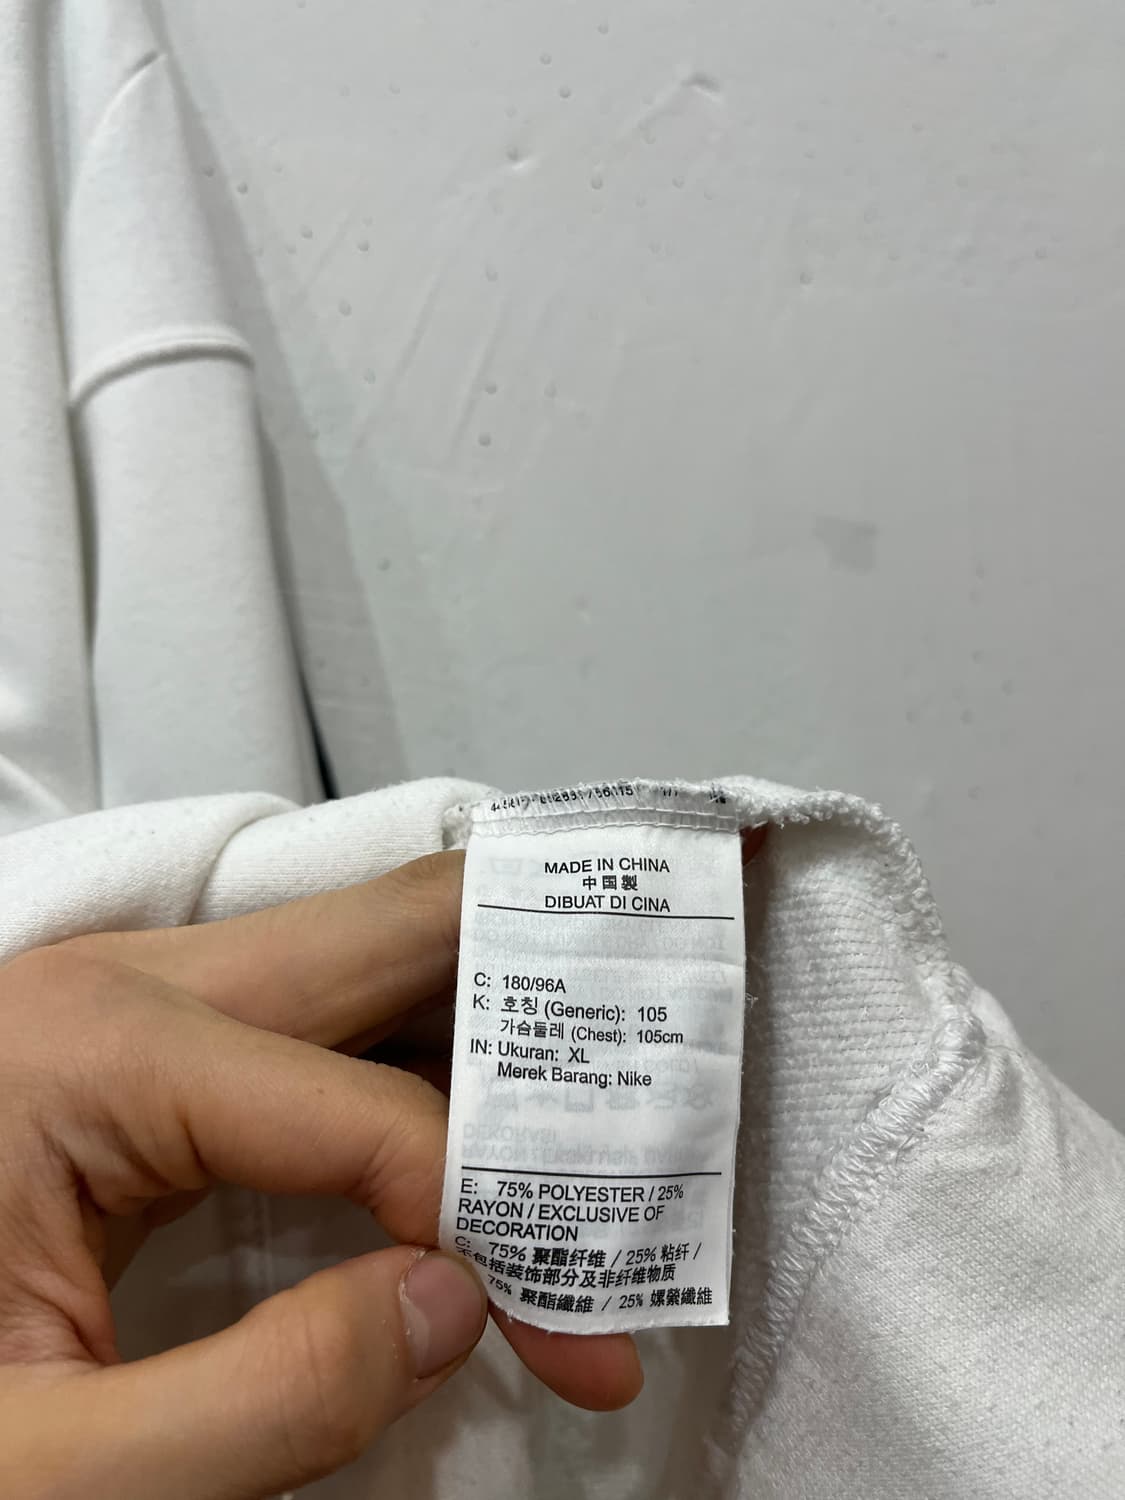 MADE IN CHINA
中国製
DIBUAT DI CINA
C: 180/96A
K: 호칭 (Generic): 105
가슴둘레 (Chest): 105cm
IN: Ukuran: XL
Merek Barang: Nike
E: 75% POLYESTER / 25%
RAYON / EXCLUSIVE OF
DECORATION
C: 75% 聚酯纤维 / 25% 粘纤 /
不包括装饰部分及非纤维物质
75% 聚酯纖維 / 25% 嫘縈纖維